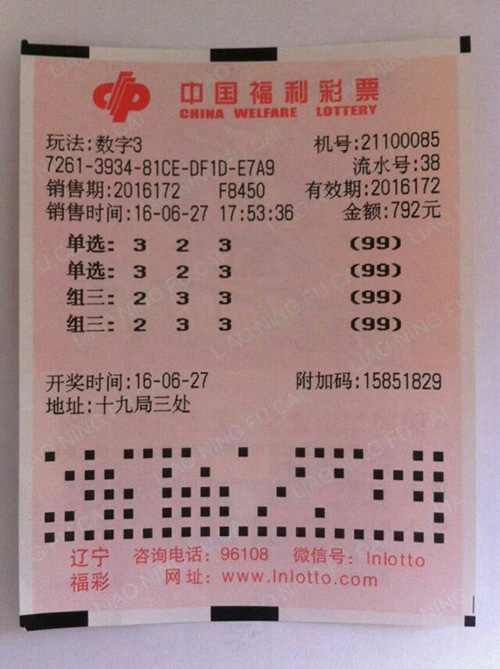 中国福利彩票
CHINA WELFARE LOTTERY
玩法:数字3 机号:21100085
7261-3934-81CE-DF1D-E7A9 流水号:38
销售期:2016172 F8450 有效期:2016172
销售时间:16-06-27 17:53:36 金额:792元
单选: 3 2 3 (99)
单选: 3 2 3 (99)
组三: 2 3 3 (99)
组三: 2 3 3 (99)
开奖时间:16-06-27 附加码:15851829
地址:十九局三处
辽宁福彩
咨询电话：96108 微信号：lnlotto
网址：www.lnlotto.com
LIAO NING FU CAI